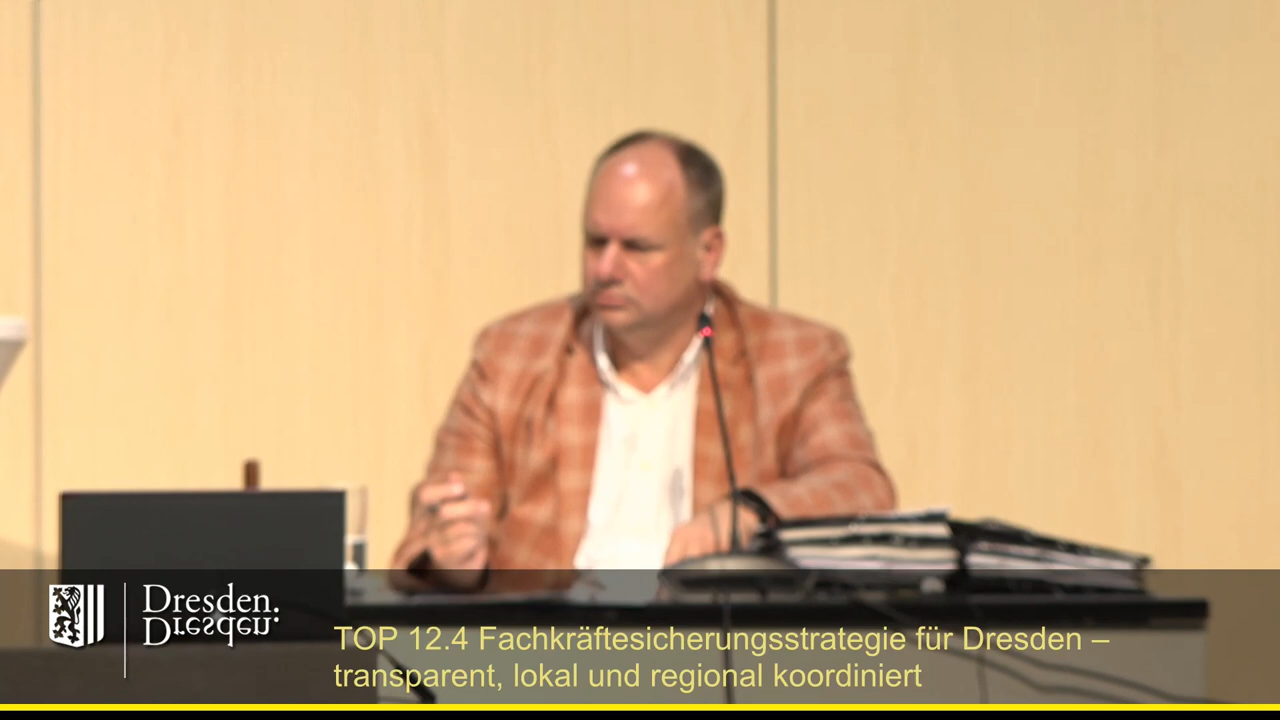 Dresden.
Dresden.
TOP 12.4 Fachkräftesicherungsstrategie für Dresden –
transparent, lokal und regional koordiniert